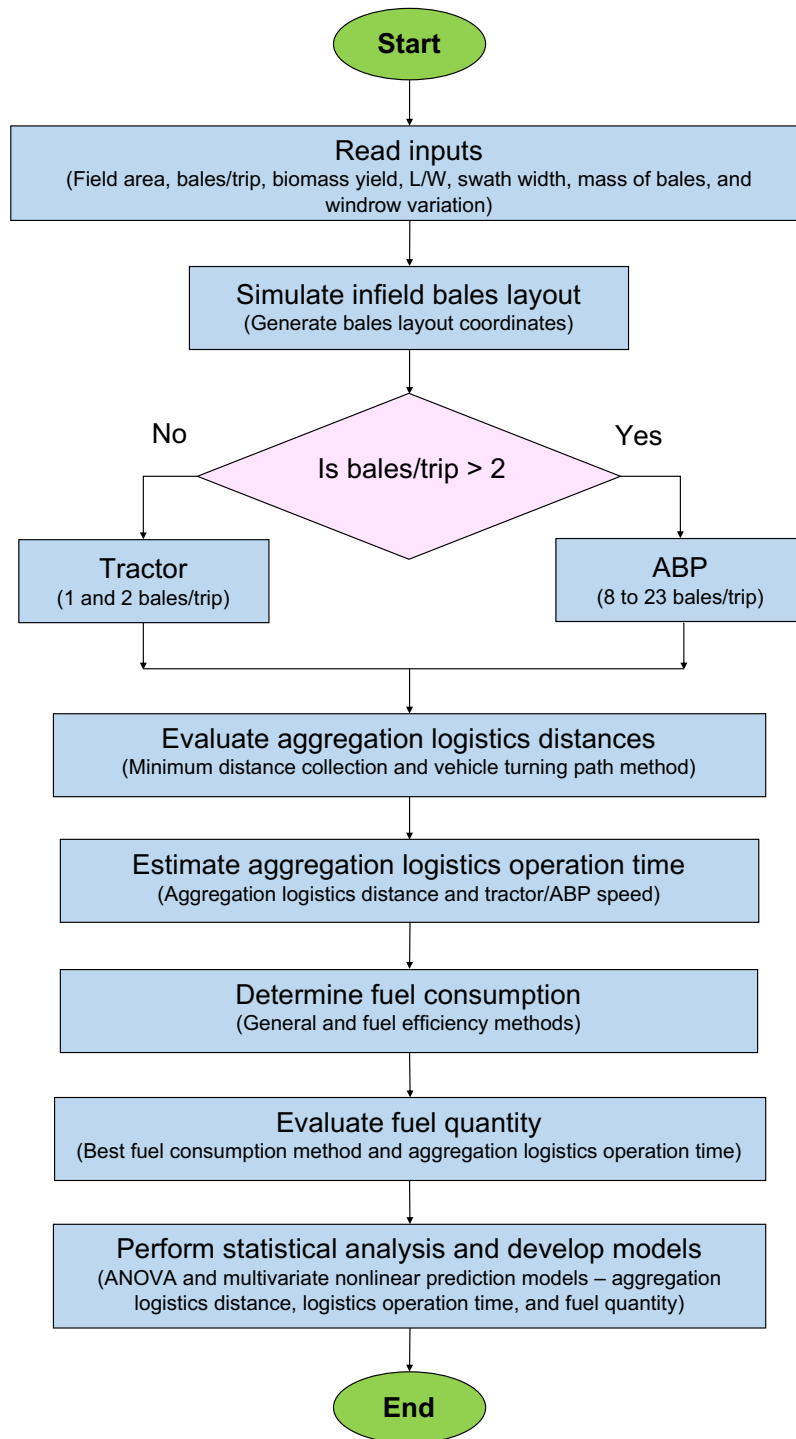 Start
Read inputs
(Field area, bales/trip, biomass yield, L/W, swath width, mass of bales, and
windrow variation)
Simulate infield bales layout
(Generate bales layout coordinates)
No
Yes
Is bales/trip > 2
Tractor
(1 and 2 bales/trip)
ABP
(8 to 23 bales/trip)
Evaluate aggregation logistics distances
(Minimum distance collection and vehicle turning path method)
Estimate aggregation logistics operation time
(Aggregation logistics distance and tractor/ABP speed)
Determine fuel consumption
(General and fuel efficiency methods)
Evaluate fuel quantity
(Best fuel consumption method and aggregation logistics operation time)
Perform statistical analysis and develop models
(ANOVA and multivariate nonlinear prediction models – aggregation
logistics distance, logistics operation time, and fuel quantity)
End